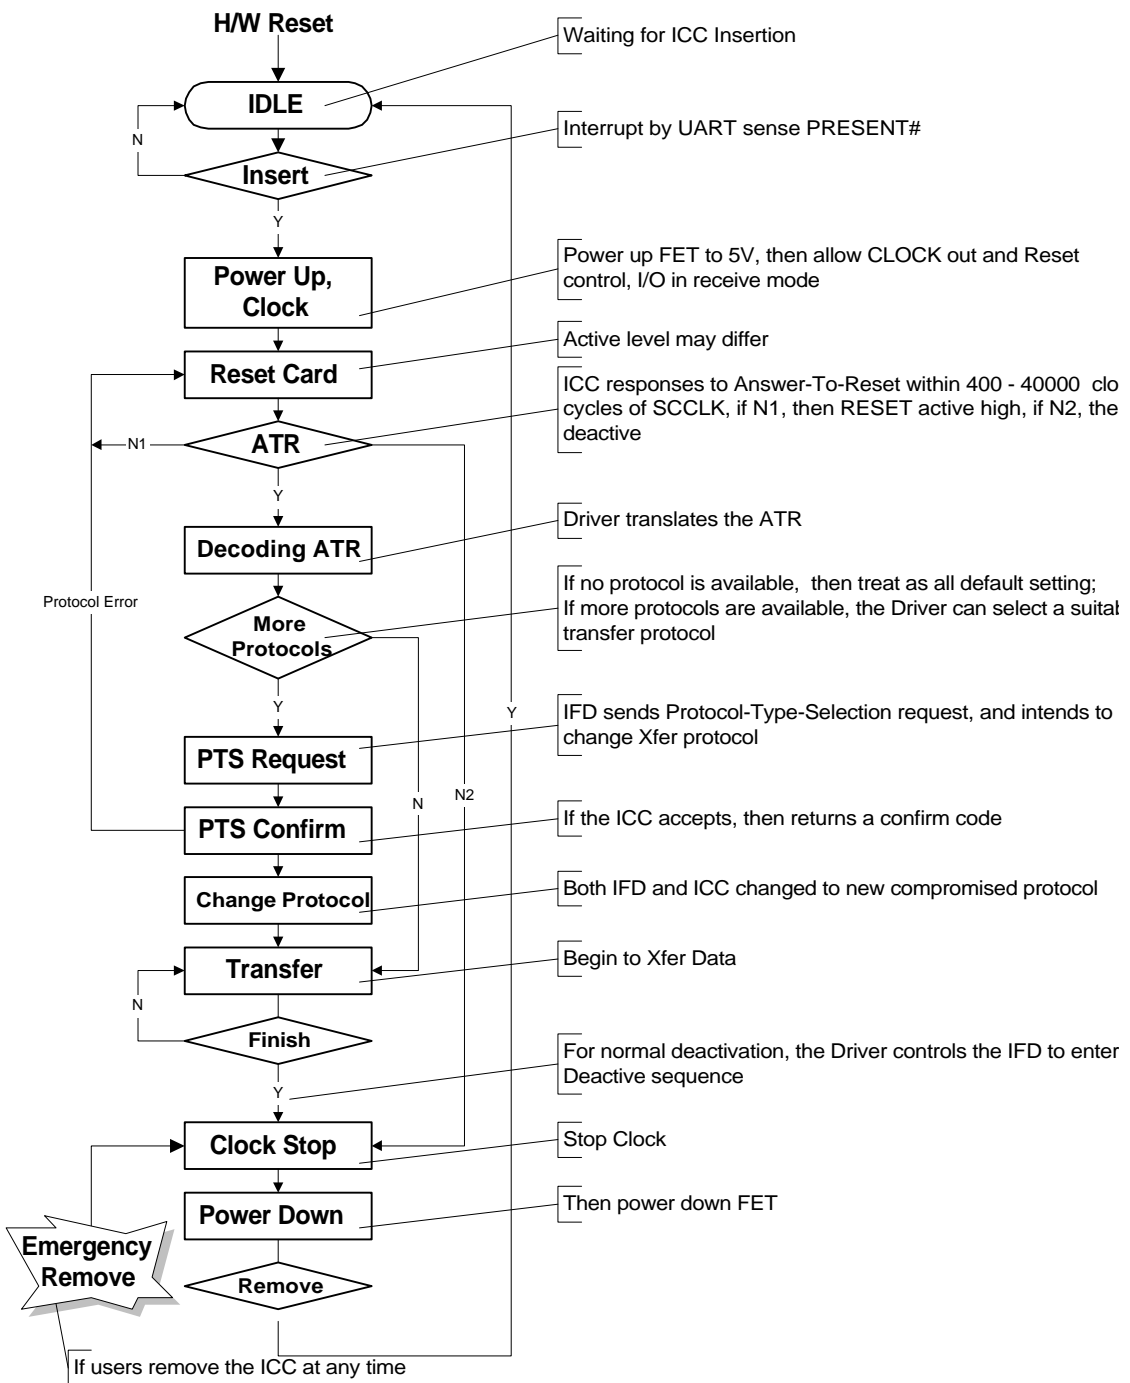 H/W Reset
Waiting for ICC Insertion
IDLE
N
Interrupt by UART sense PRESENT#
Insert
Y
Power up FET to 5V, then allow CLOCK out and Reset
control, I/O in receive mode
Power Up,
Clock
Active level may differ
Reset Card
ICC responses to Answer-To-Reset within 400 - 40000 clo
cycles of SCCLK, if N1, then RESET active high, if N2, the
deactive
N1
ATR
Y
Driver translates the ATR
Decoding ATR
Protocol Error
If no protocol is available, then treat as all default setting;
If more protocols are available, the Driver can select a suitab
transfer protocol
More
Protocols
Y
Y
IFD sends Protocol-Type-Selection request, and intends to
change Xfer protocol
PTS Request
N
N2
PTS Confirm
If the ICC accepts, then returns a confirm code
Change Protocol
Both IFD and ICC changed to new compromised protocol
Transfer
Begin to Xfer Data
N
Finish
For normal deactivation, the Driver controls the IFD to enter
Deactive sequence
Y
Clock Stop
Stop Clock
Power Down
Then power down FET
Emergency
Remove
Remove
If users remove the ICC at any time